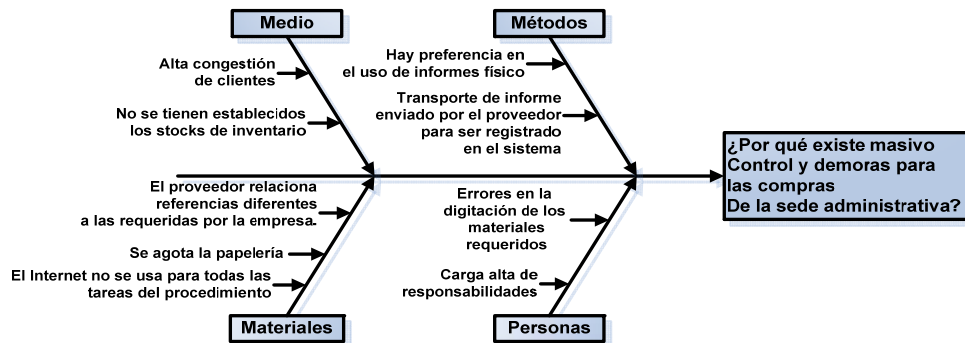 Medio
Métodos
Alta congestión
de clientes
No se tienen establecidos
los stocks de inventario
Hay preferencia en
el uso de informes físico
Transporte de informe
enviado por el proveedor
para ser registrado
en el sistema
¿Por qué existe masivo
Control y demoras para
las compras
De la sede administrativa?
El proveedor relaciona
referencias diferentes
a las requeridas por la empresa.
Se agota la papelería
El Internet no se usa para todas las
tareas del procedimiento
Errores en la
digitación de los
materiales
requeridos
Carga alta de
responsabilidades
Materiales
Personas